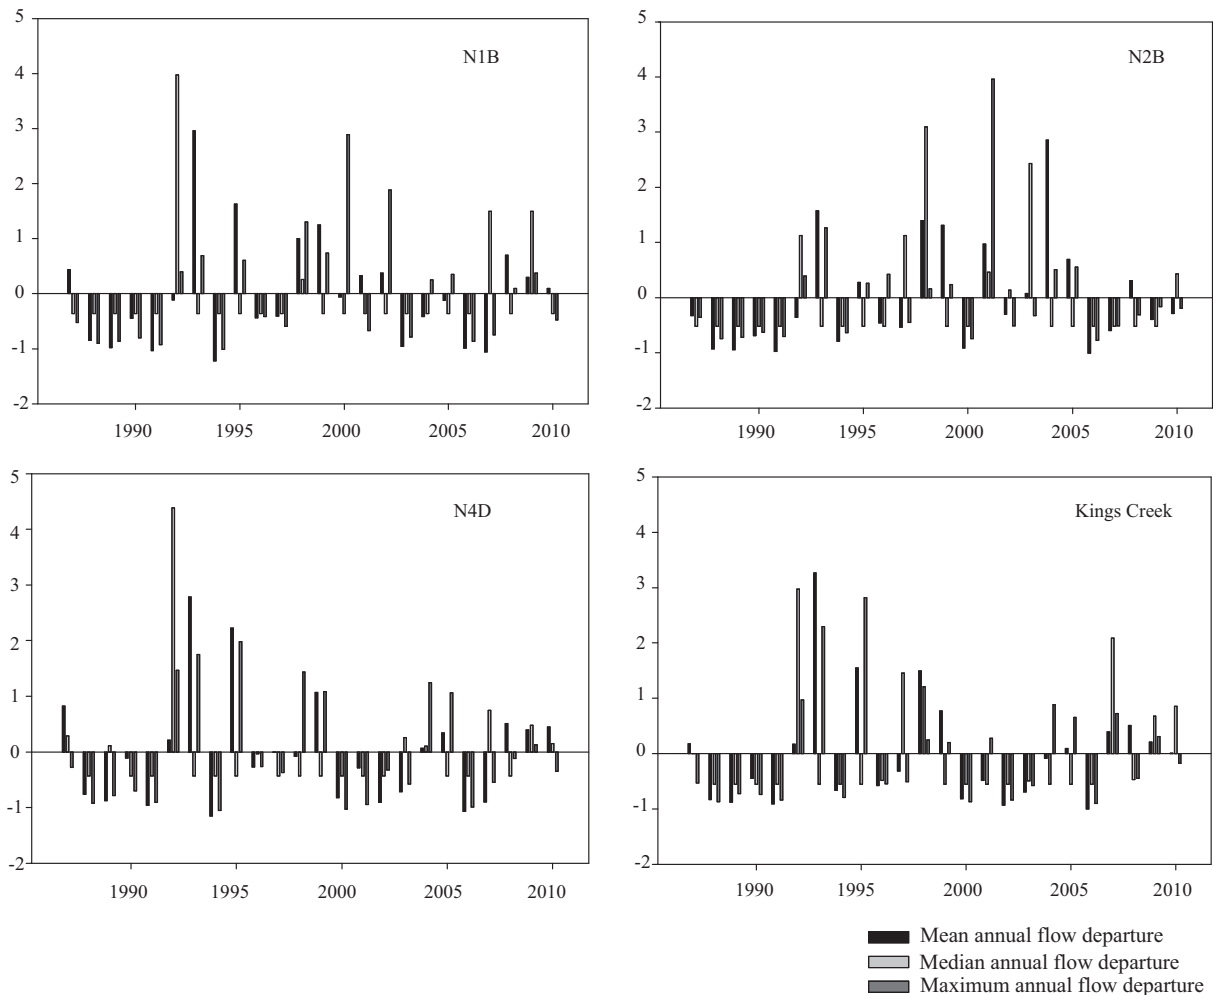 5
4
3
2
1
0
-1
-2
N1B
1990 1995 2000 2005 2010
5
4
3
2
1
0
-1
-2
N2B
1990 1995 2000 2005 2010
5
4
3
2
1
0
-1
-2
N4D
1990 1995 2000 2005 2010
5
4
3
2
1
0
-1
-2
Kings Creek
1990 1995 2000 2005 2010
Mean annual flow departure
Median annual flow departure
Maximum annual flow departure